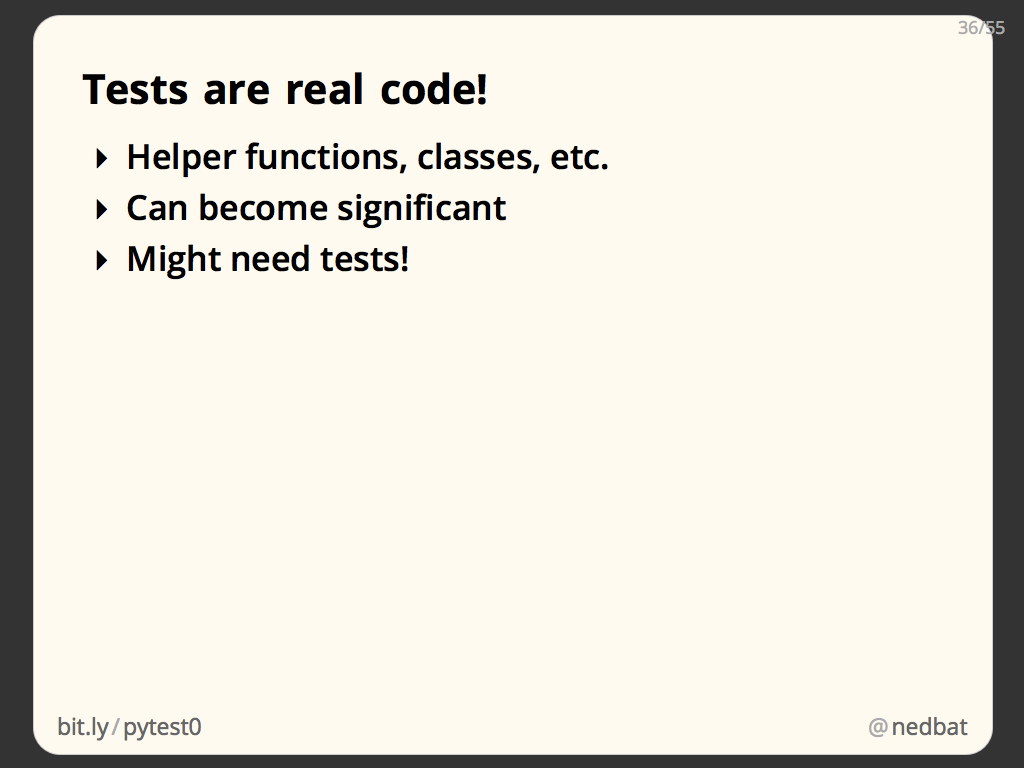 36/55
Tests are real code!
Helper functions, classes, etc.
Can become significant
Might need tests!
bit.ly/pytest0
@nedbat